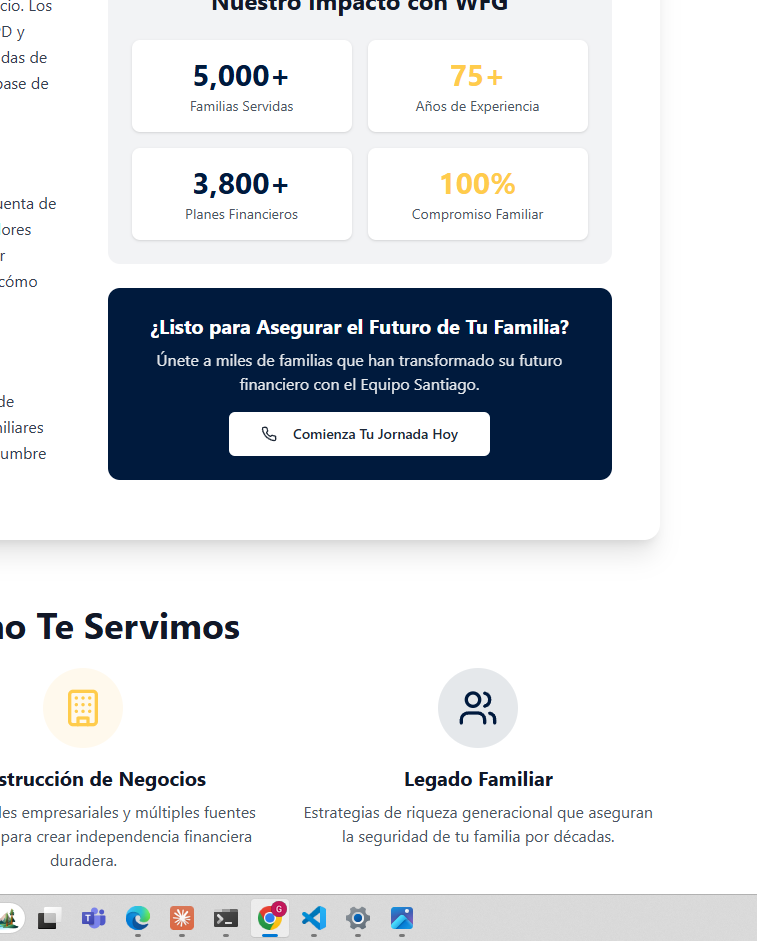 cio. Los
PD y
das de
base de
uenta de
lores
r
cómo
de
miliares
umbre
Nuestro Impacto con WFG
5,000+
Familias Servidas
75+
Años de Experiencia
3,800+
Planes Financieros
100%
Compromiso Familiar
¿Listo para Asegurar el Futuro de Tu Familia?
Únete a miles de familias que han transformado su futuro
financiero con el Equipo Santiago.
Comienza Tu Jornada Hoy
no Te Servimos
strucción de Negocios
les empresariales y múltiples fuentes
para crear independencia financiera
duradera.
Legado Familiar
Estrategias de riqueza generacional que aseguran
la seguridad de tu familia por décadas.
G